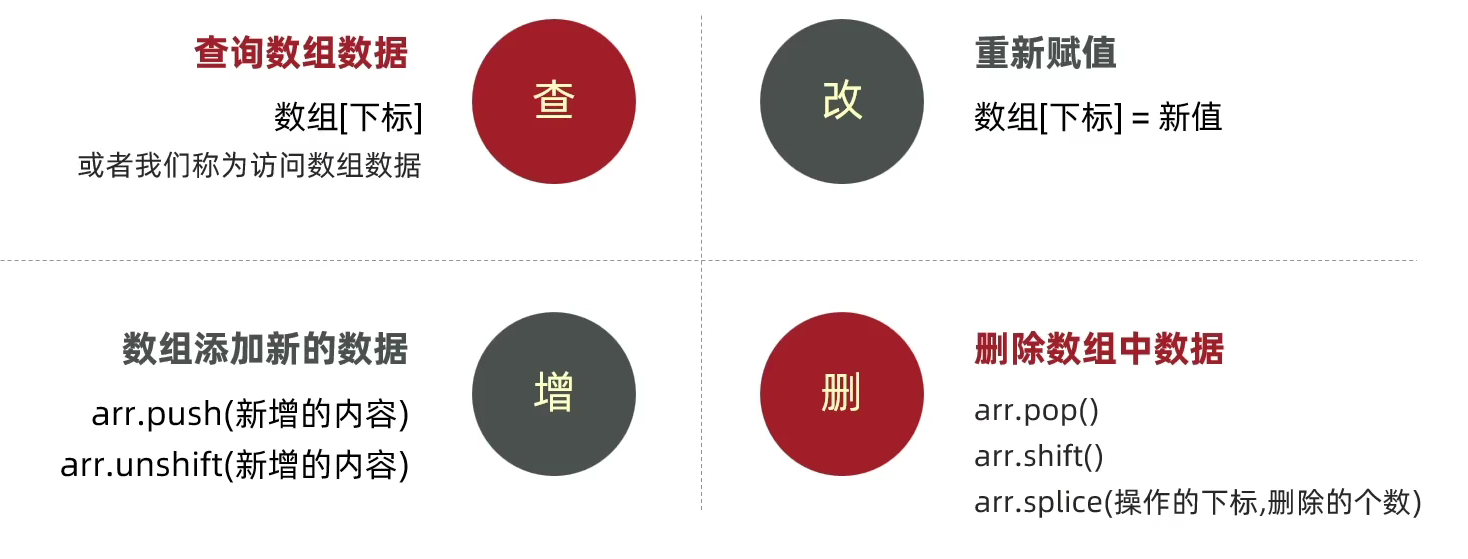 查询数组数据
数组[下标]
或者我们称为访问数组数据
查
改
重新赋值
数组[下标] = 新值
数组添加新的数据
arr.push(新增的内容)
arr.unshift(新增的内容)
增
删
删除数组中数据
arr.pop()
arr.shift()
arr.splice(操作的下标,删除的个数)